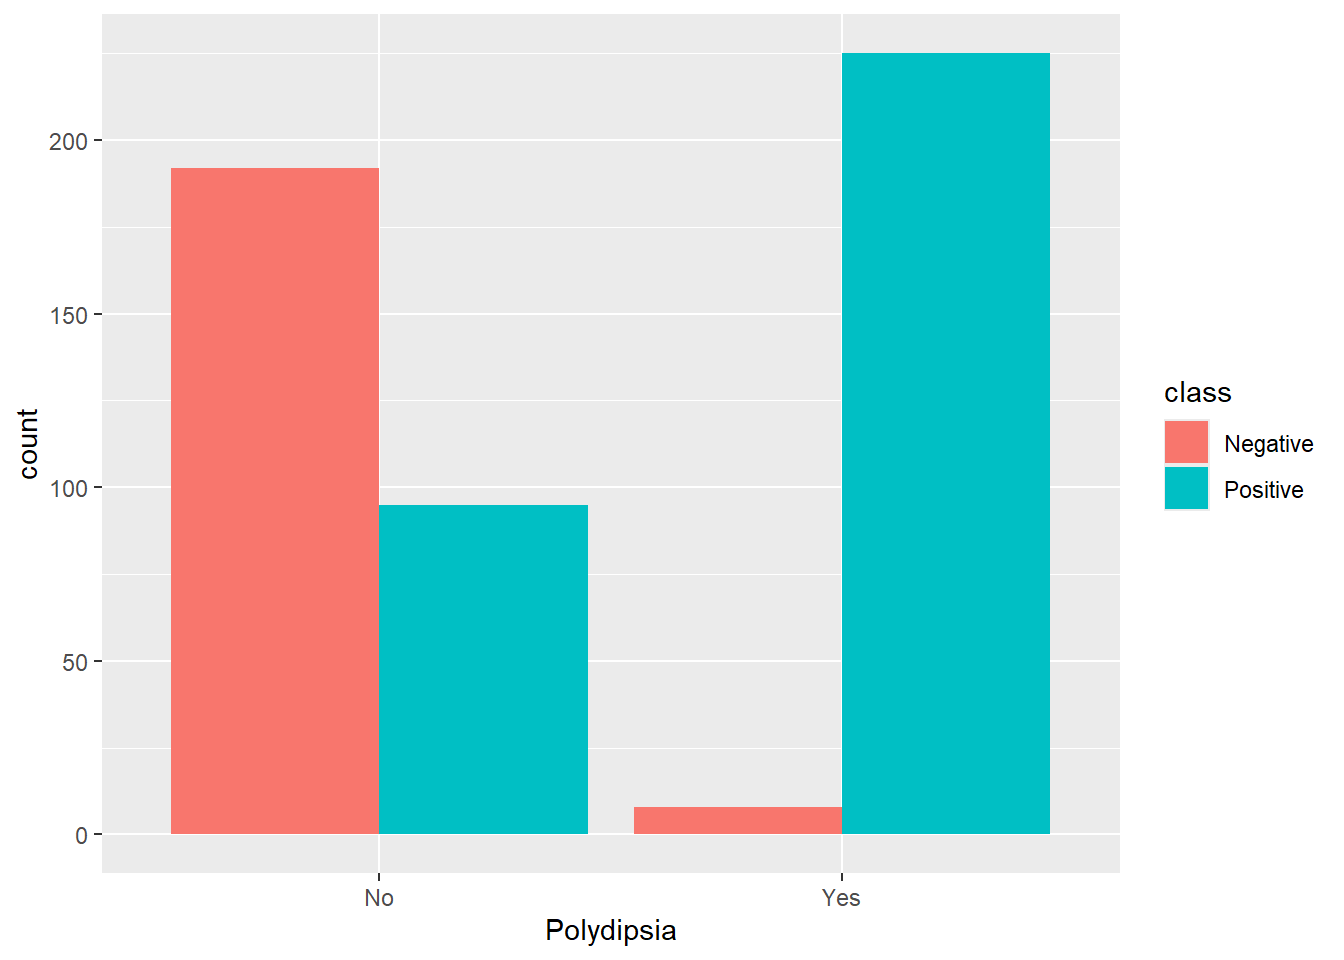 count
200
150
100
50
0
No
Yes
Polydipsia
class
Negative
Positive